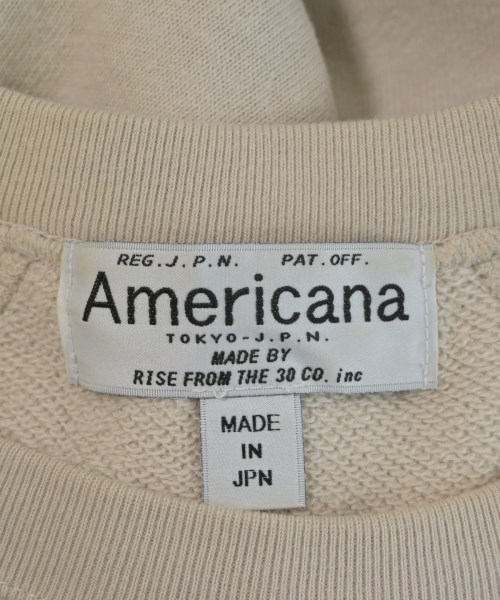 REG.J.P.N. PAT.OFF.
Americana
TOKYO-J.P.N.
MADE BY
RISE FROM THE 30 CO. inc
MADE
IN
JPN